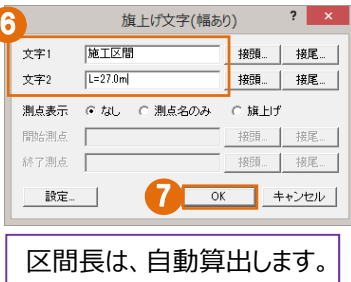 6
旗上げ文字(幅あり) ? ×
文字1 施工区間 接頭... 接尾...
文字2 L=27.0m 接頭... 接尾...
測点表示 なし 測点名のみ 旗上げ
開始測点 接頭... 接尾...
終了測点 接頭... 接尾...
設定... 7 OK キャンセル
区間長は、自動算出します。